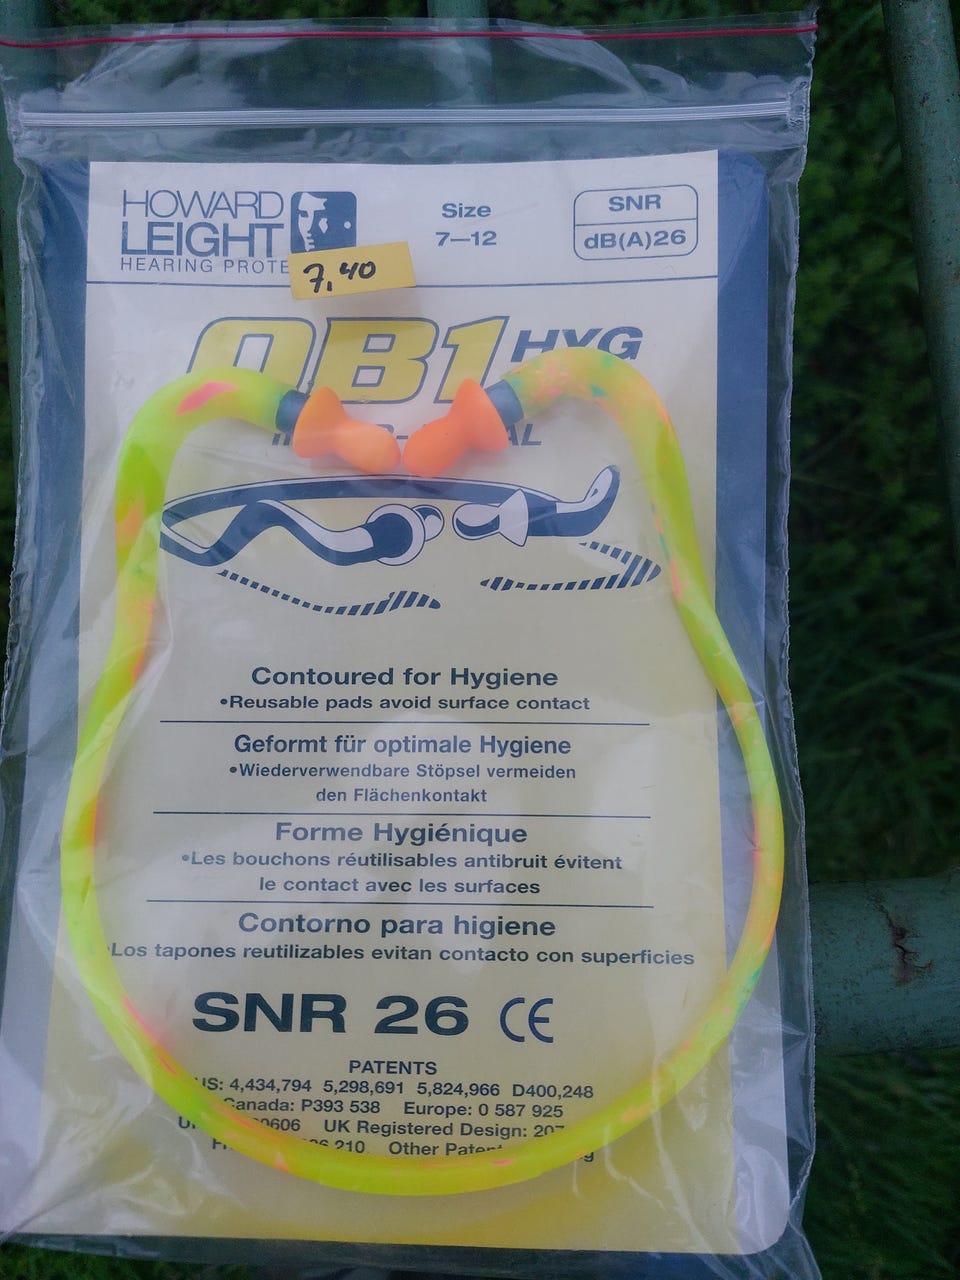 HOWARD
LEIGHT
HEARING
Size
7–12
SNR
dB(A)26
7,40
QB1 HYG
Contoured for Hygiene
•Reusable pads avoid surface contact
Geformt für optimale Hygiene
•Wiederverwendbare Stöpsel vermeiden
den Flächenkontakt
Forme Hygiénique
•Les bouchons réutilisables antibruit évitent
le contact avec les surfaces
Contorno para higiene
•Los tapones reutilizables evitan contacto con superficies
SNR 26 CE
PATENTS
US: 4,434,794 5,298,691 5,824,966 D400,248
Canada: P393 538 Europe: 0 587 925
UK Registered Design:
Other